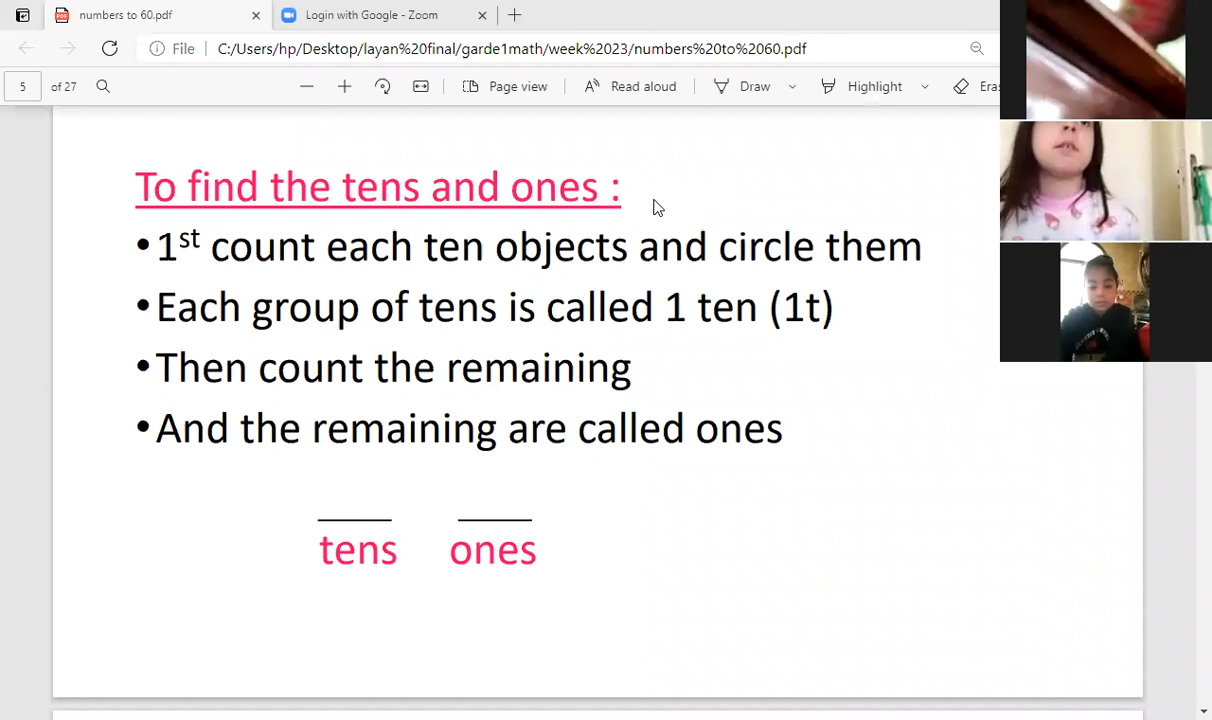 numbers to 60.pdf
Login with Google - Zoom
File
C:/Users/hp/Desktop/layan%20final/garde1math/week%2023/numbers%20to%2060.pdf
5 of 27
Page view
Read aloud
Draw
Highlight
Eras
To find the tens and ones :
•1st count each ten objects and circle them
•Each group of tens is called 1 ten (1t)
•Then count the remaining
•And the remaining are called ones
____ ____
tens ones